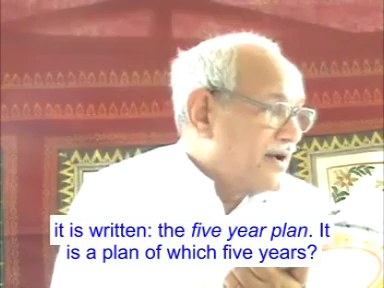 it is written: the five year plan. It
is a plan of which five years?